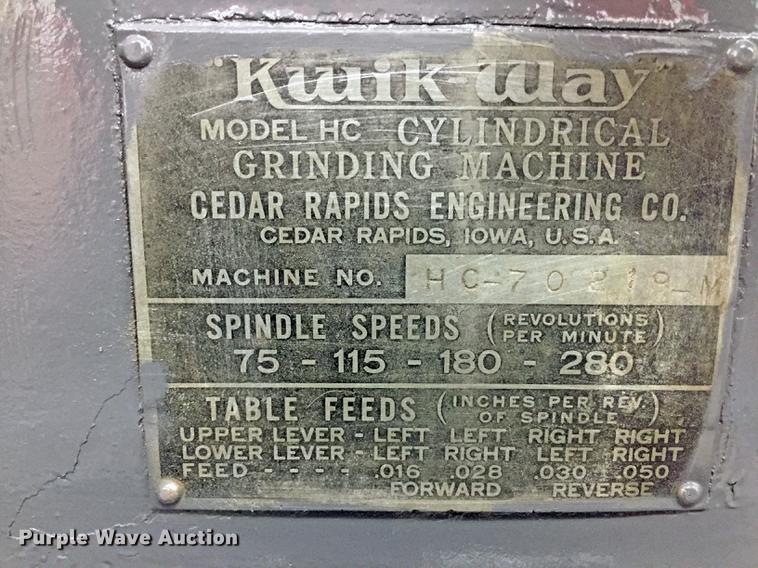 "Kwik-Way"
MODEL HC CYLINDRICAL
GRINDING MACHINE
CEDAR RAPIDS ENGINEERING CO.
CEDAR RAPIDS, IOWA, U.S.A.
MACHINE NO. HC-70219-M
SPINDLE SPEEDS (REVOLUTIONS PER MINUTE)
75 - 115 - 180 - 280
TABLE FEEDS (INCHES PER REV. OF SPINDLE)
UPPER LEVER - LEFT LEFT RIGHT RIGHT
LOWER LEVER - LEFT RIGHT LEFT RIGHT
FEED - - - - .016 .028 .030 .050
FORWARD REVERSE
Purple Wave Auction